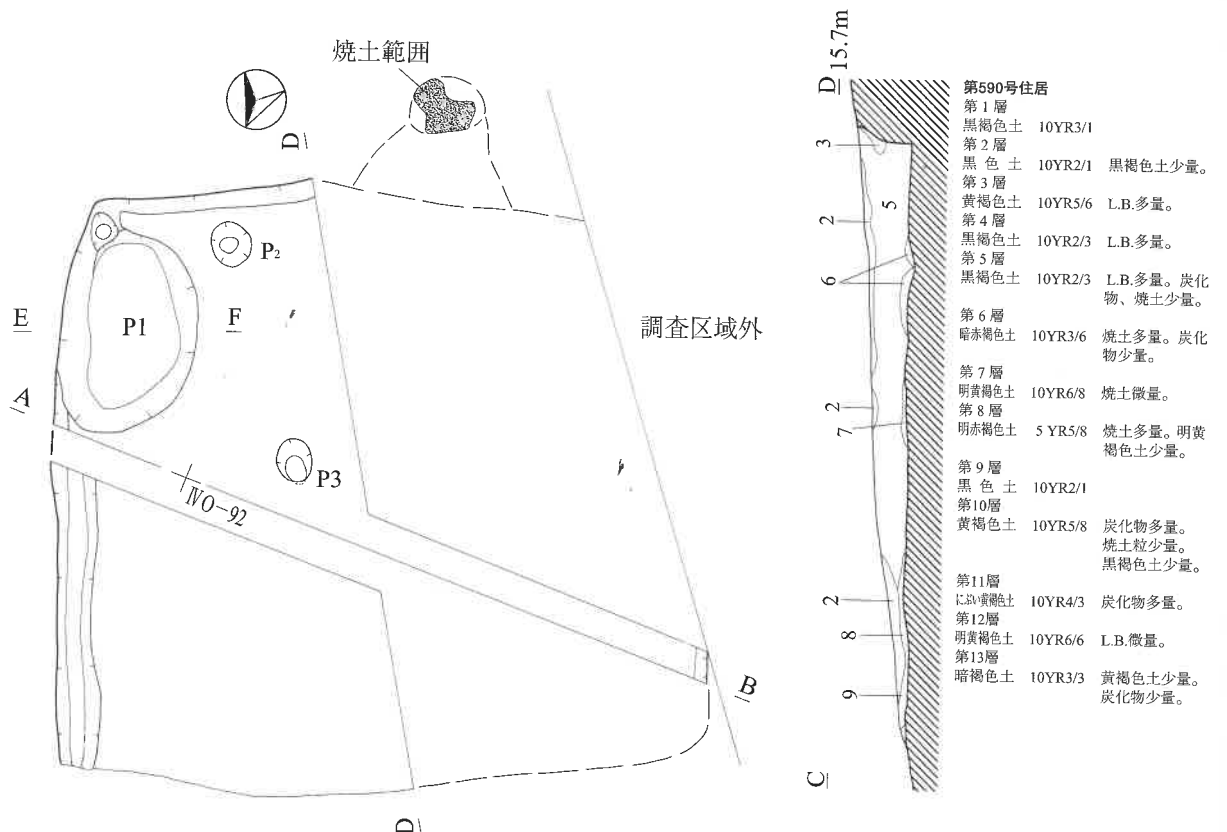 焼土範囲
D
E
P1
P2
F
A
P3
ⅣO-92
調査区域外
B
D
D 15.7m
3
2
5
6
2
7
2
8
9
C
第590号住居
第1層
黒褐色土 10YR3/1
第2層
黒色土 10YR2/1 黒褐色土少量。
第3層
黄褐色土 10YR5/6 L.B.多量。
第4層
黒褐色土 10YR2/3 L.B.多量。
第5層
黒褐色土 10YR2/3 L.B.多量。炭化
物、焼土少量。
第6層
暗赤褐色土 10YR3/6 焼土多量。炭化
物少量。
第7層
明黄褐色土 10YR6/8 焼土微量。
第8層
明赤褐色土 5YR5/8 焼土多量。明黄
褐色土少量。
第9層
黒色土 10YR2/1
第10層
黄褐色土 10YR5/8 炭化物多量。
焼土粒少量。
黒褐色土少量。
第11層
にぶい黄褐色土 10YR4/3 炭化物多量。
第12層
明黄褐色土 10YR6/6 L.B.微量。
第13層
暗褐色土 10YR3/3 黄褐色土少量。
炭化物少量。